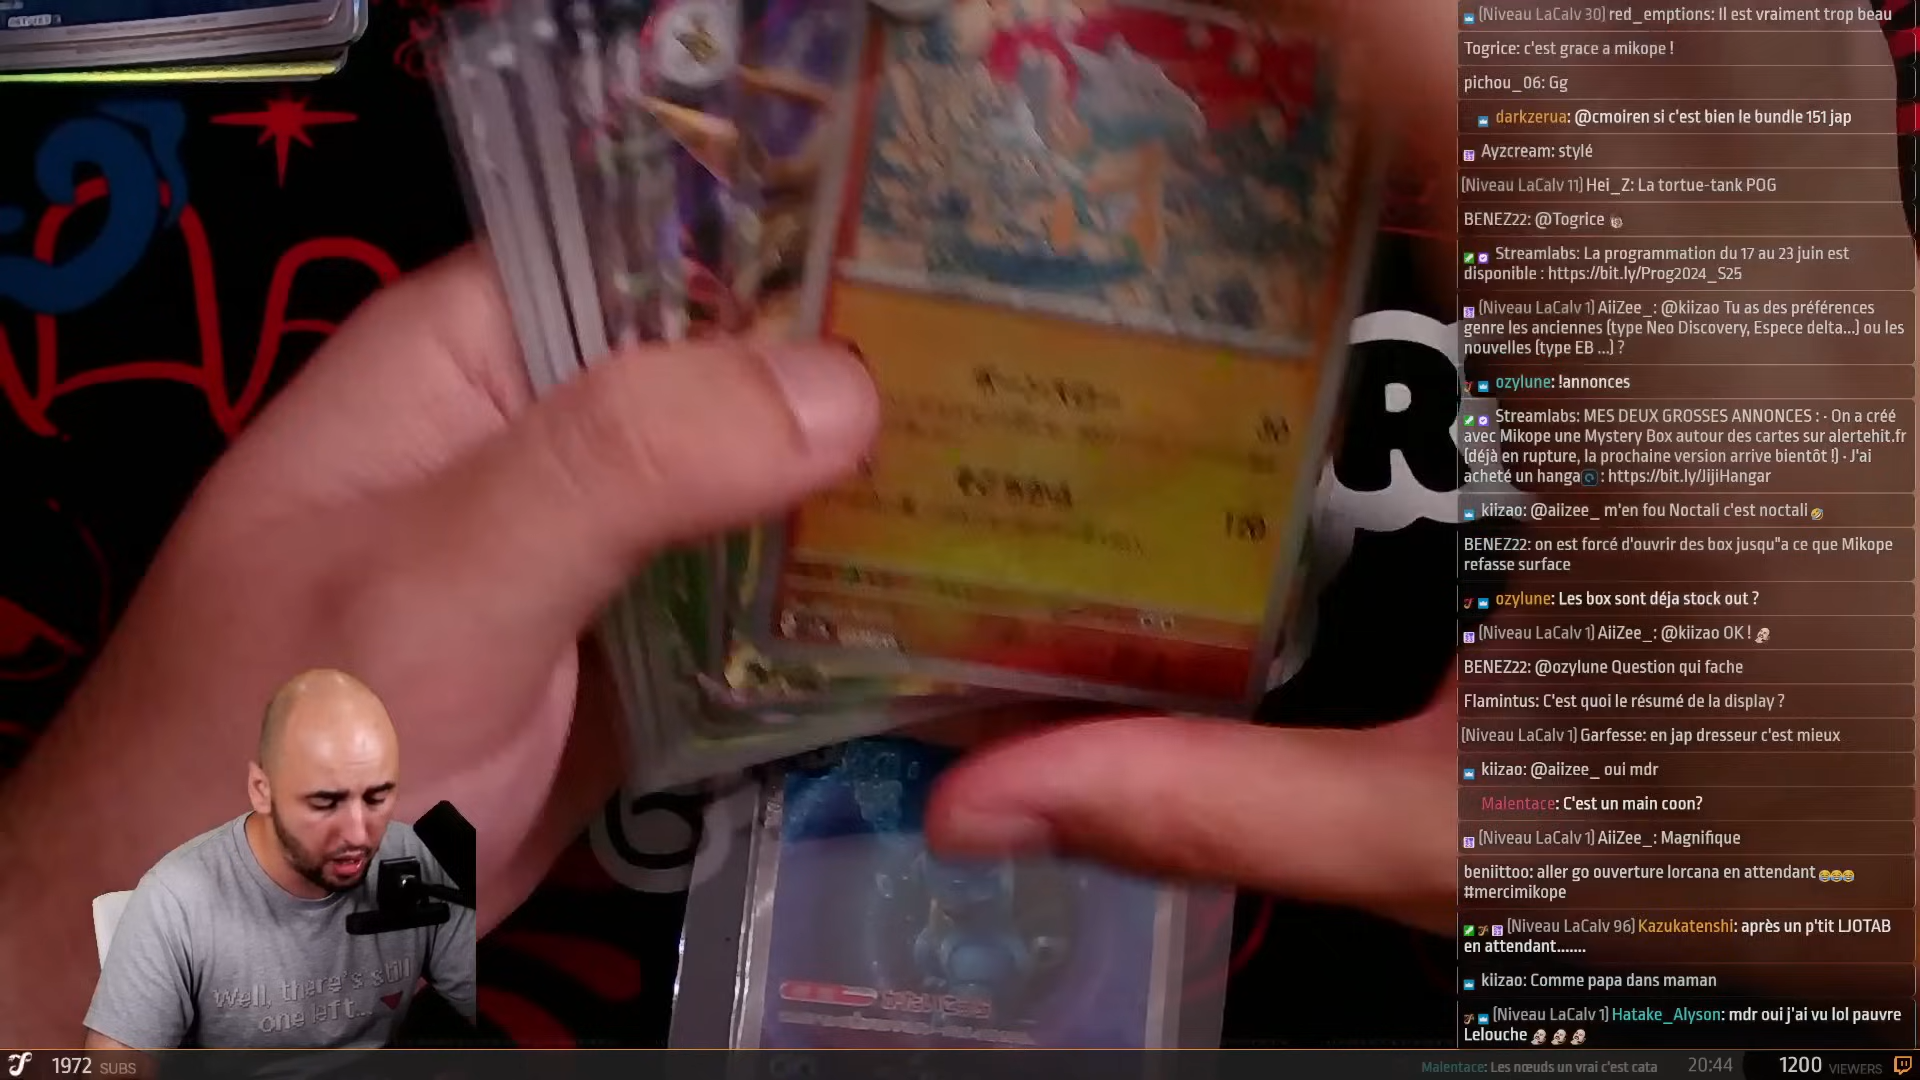 [Niveau LaCalv 30] red_emptions: Il est vraiment trop beau
Togrice: c'est grace a mikope !
pichou_06: Gg
darkzerua: @cmoiren si c'est bien le bundle 151 jap
Ayzcream: stylé
[Niveau LaCalv 11] Hei_Z: La tortue-tank POG
BENEZ22: @Togrice
Streamlabs: La programmation du 17 au 23 juin est
disponible : https://bit.ly/Prog2024_S25
[Niveau LaCalv 1] AiiZee_: @kiizao Tu as des préférences
genre les anciennes (type Neo Discovery, Espece delta...) ou les
nouvelles (type EB ...) ?
ozylune: !annonces
Streamlabs: MES DEUX GROSSES ANNONCES : · On a créé
avec Mikope une Mystery Box autour des cartes sur alertehit.fr
(déjà en rupture, la prochaine version arrive bientôt !) · J'ai
acheté un hangar : https://bit.ly/JijiHangar
kiizao: @aiizee_ m'en fou Noctali c'est noctali
BENEZ22: on est forcé d'ouvrir des box jusqu"a ce que Mikope
refasse surface
ozylune: Les box sont déja stock out ?
[Niveau LaCalv 1] AiiZee_: @kiizao OK !
BENEZ22: @ozylune Question qui fache
Flamintus: C'est quoi le résumé de la display ?
[Niveau LaCalv 1] Garfesse: en jap dresseur c'est mieux
kiizao: @aiizee_ oui mdr
Malentace: C'est un main coon?
[Niveau LaCalv 1] AiiZee_: Magnifique
beniittoo: aller go ouverture lorcana en attendant
#mercimikope
[Niveau LaCalv 96] Kazukatenshi: après un p'tit LJOTAB
en attendant.......
kiizao: Comme papa dans maman
[Niveau LaCalv 1] Hatake_Alyson: mdr oui j'ai vu lol pauvre
Lelouche
R
Well, there's still
one left...
1972 SUBS
Malentace: Les nœuds un vrai c'est cata
20:44
1200 VIEWERS